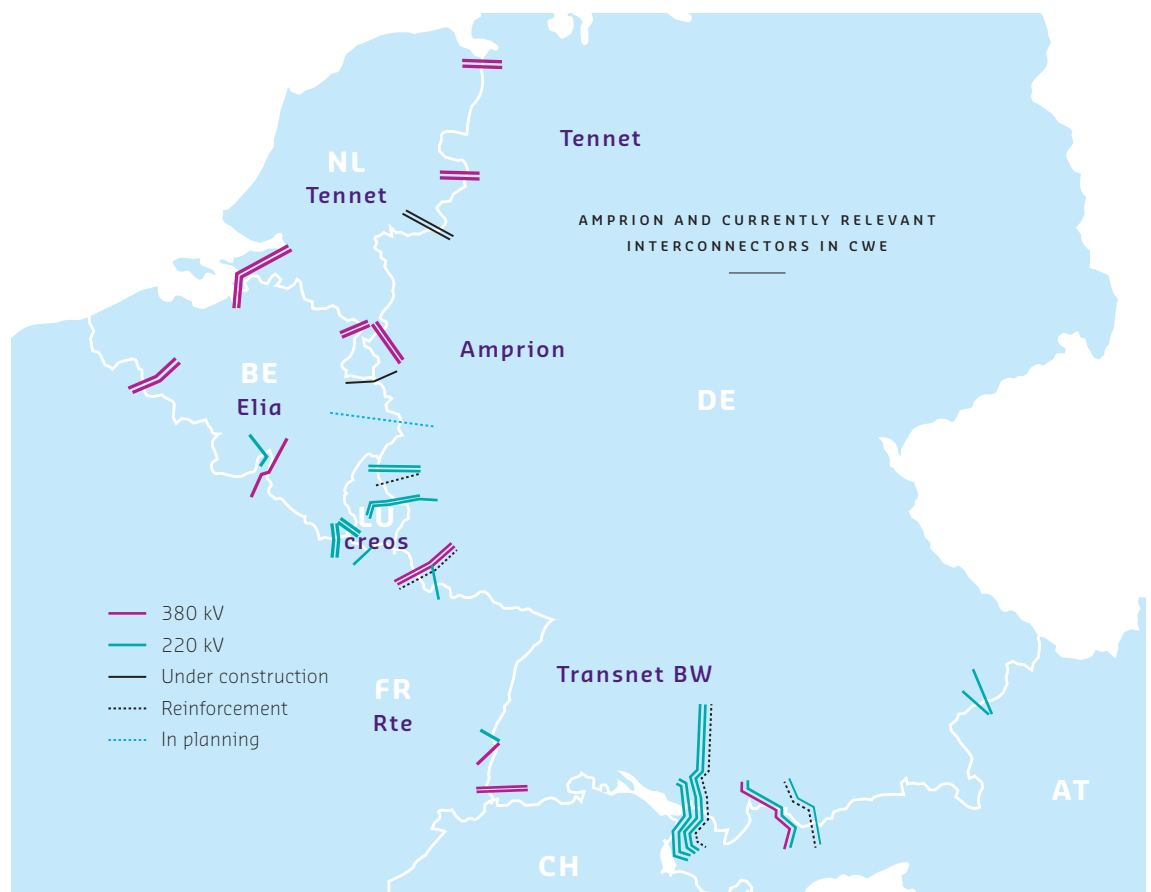 Tennet
NL
Tennet
AMPRION AND CURRENTLY RELEVANT
INTERCONNECTORS IN CWE
Amprion
BE
Elia
DE
LU
creos
380 kV
220 kV
Under construction
Reinforcement
In planning
FR
Rte
Transnet BW
AT
CH